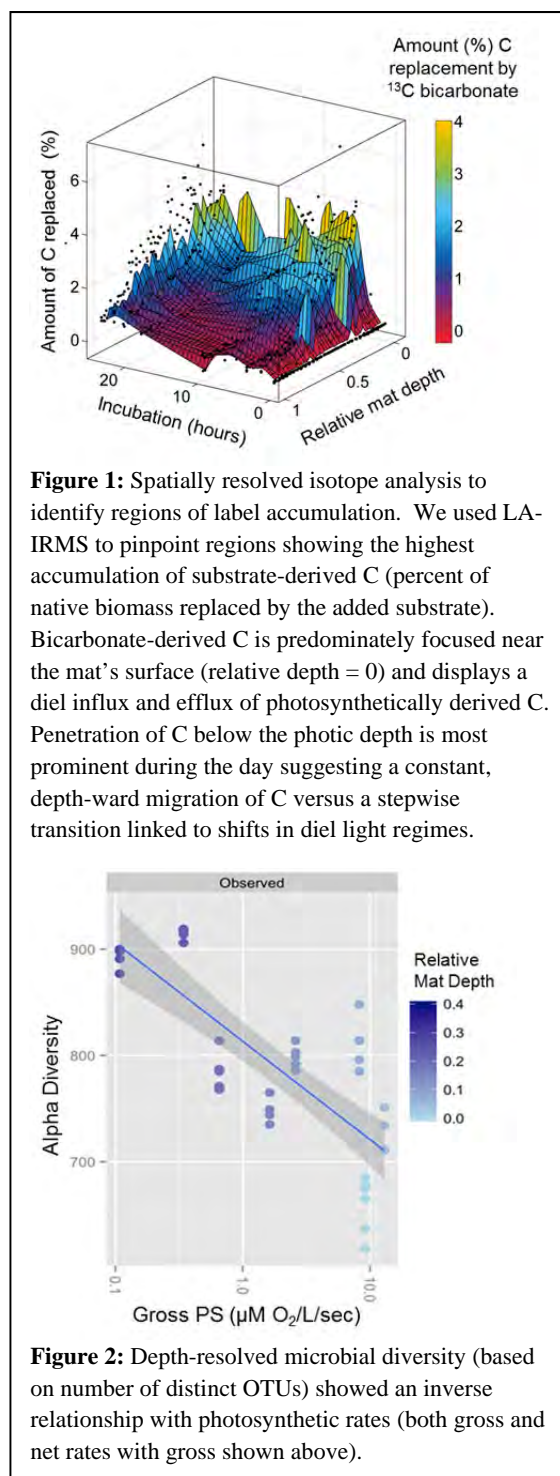 Amount (%) C
replacement by
¹³C bicarbonate
4
3
2
1
0
Amount of C replaced (%)
6
4
2
0
20
10
0
Incubation (hours)
1
0.5
0
Relative mat depth
Figure 1: Spatially resolved isotope analysis to
identify regions of label accumulation. We used LA-
IRMS to pinpoint regions showing the highest
accumulation of substrate-derived C (percent of
native biomass replaced by the added substrate).
Bicarbonate-derived C is predominately focused near
the mat’s surface (relative depth = 0) and displays a
diel influx and efflux of photosynthetically derived C.
Penetration of C below the photic depth is most
prominent during the day suggesting a constant,
depth-ward migration of C versus a stepwise
transition linked to shifts in diel light regimes.
Observed
Alpha Diversity
900
800
700
0.1
1.0
10.0
Gross PS (µM O₂/L/sec)
Relative
Mat Depth
0.4
0.3
0.2
0.1
0.0
Figure 2: Depth-resolved microbial diversity (based
on number of distinct OTUs) showed an inverse
relationship with photosynthetic rates (both gross and
net rates with gross shown above).